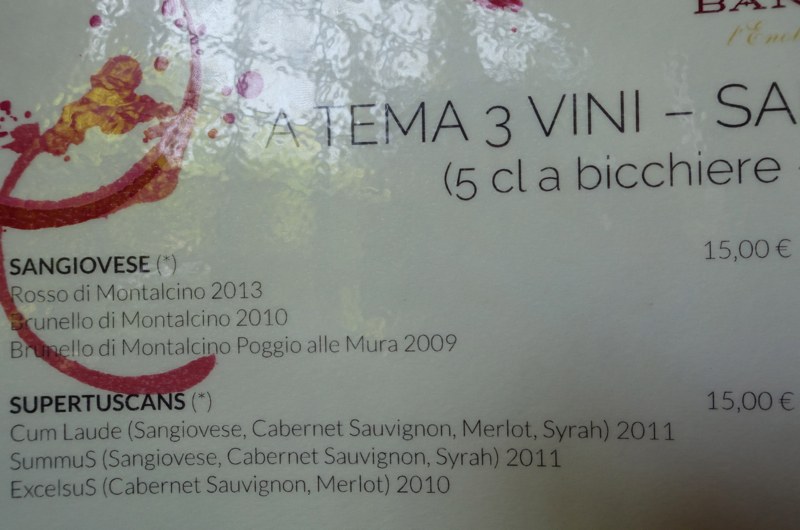 A TEMA 3 VINI – SA
(5 cl a bicchiere -
SANGIOVESE (*) 15,00 €
Rosso di Montalcino 2013
Brunello di Montalcino 2010
Brunello di Montalcino Poggio alle Mura 2009
SUPERTUSCANS (*) 15,00 €
Cum Laude (Sangiovese, Cabernet Sauvignon, Merlot, Syrah) 2011
SummuS (Sangiovese, Cabernet Sauvignon, Syrah) 2011
ExcelsuS (Cabernet Sauvignon, Merlot) 2010